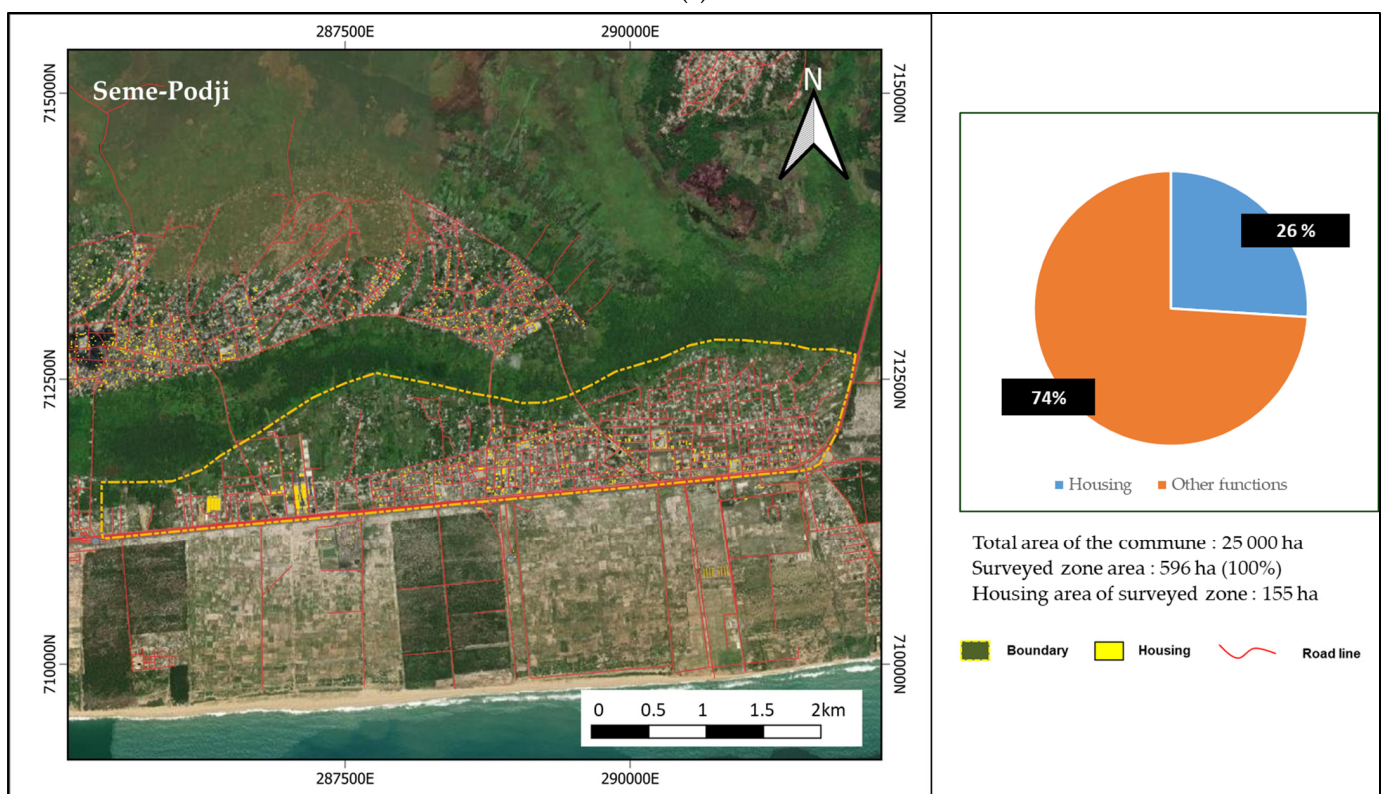 287500E 290000E
Seme-Podji
N
715000N 715000N
712500N 712500N
710000N 710000N
0 0.5 1 1.5 2km
287500E 290000E
26 %
74%
Housing Other functions
Total area of the commune : 25 000 ha
Surveyed zone area : 596 ha (100%)
Housing area of surveyed zone : 155 ha
Boundary Housing Road line